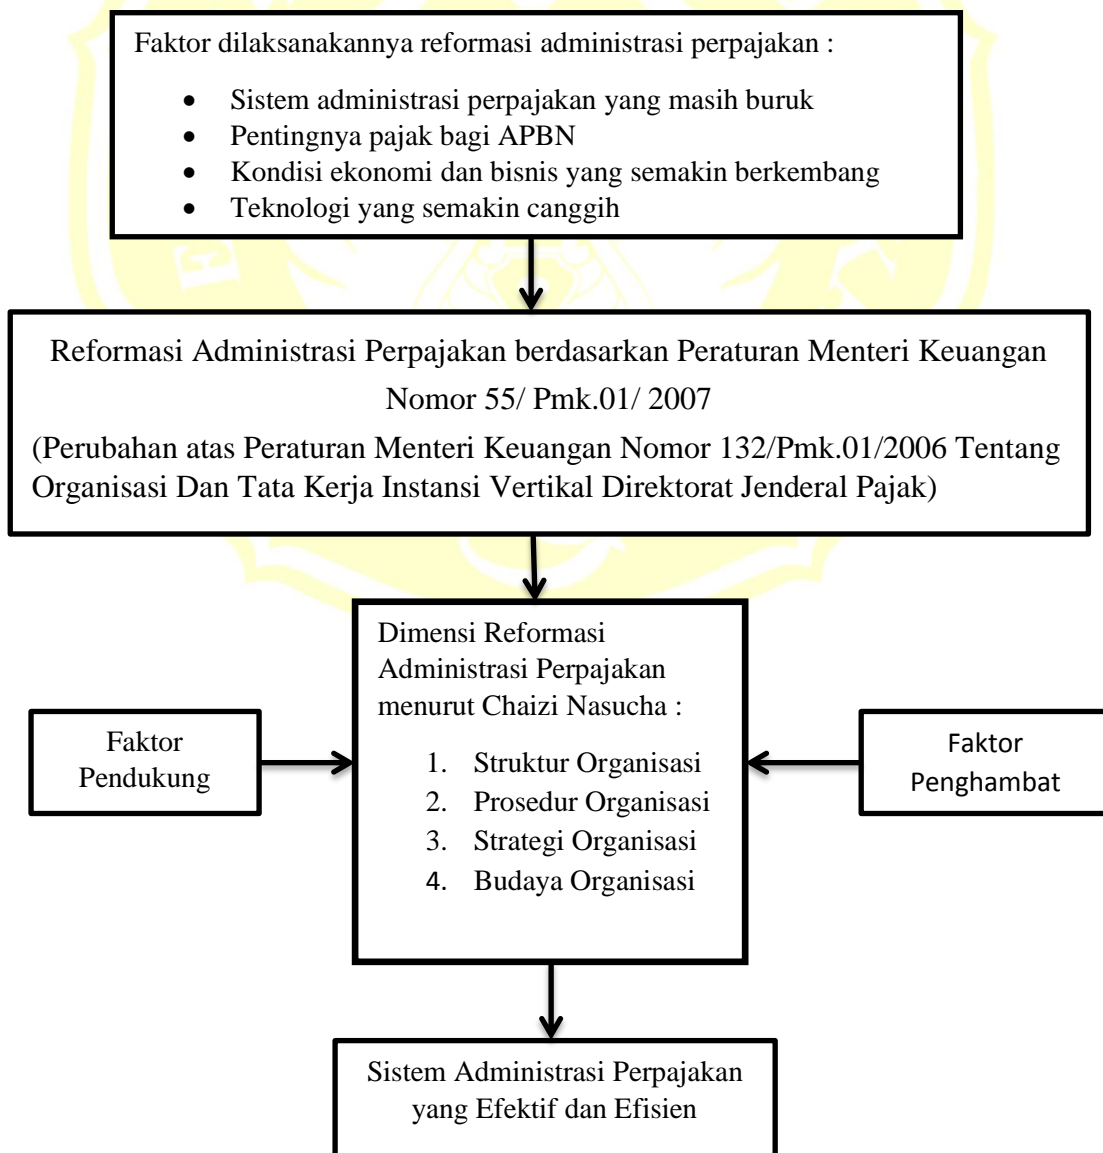 Faktor dilaksanakannya reformasi administrasi perpajakan :
• Sistem administrasi perpajakan yang masih buruk
• Pentingnya pajak bagi APBN
• Kondisi ekonomi dan bisnis yang semakin berkembang
• Teknologi yang semakin canggih
Reformasi Administrasi Perpajakan berdasarkan Peraturan Menteri Keuangan
Nomor 55/ Pmk.01/ 2007
(Perubahan atas Peraturan Menteri Keuangan Nomor 132/Pmk.01/2006 Tentang
Organisasi Dan Tata Kerja Instansi Vertikal Direktorat Jenderal Pajak)
Dimensi Reformasi
Administrasi Perpajakan
menurut Chaizi Nasucha :
1. Struktur Organisasi
2. Prosedur Organisasi
3. Strategi Organisasi
4. Budaya Organisasi
Faktor
Pendukung
Faktor
Penghambat
Sistem Administrasi Perpajakan
yang Efektif dan Efisien